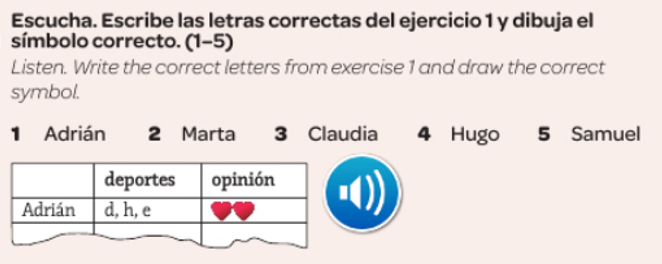 Escucha. Escribe las letras correctas del ejercicio 1 y dibuja el
símbolo correcto. (1–5)
Listen. Write the correct letters from exercise 1 and draw the correct
symbol.
1 Adrián 2 Marta 3 Claudia 4 Hugo 5 Samuel
deportes opinión
Adrián d, h, e